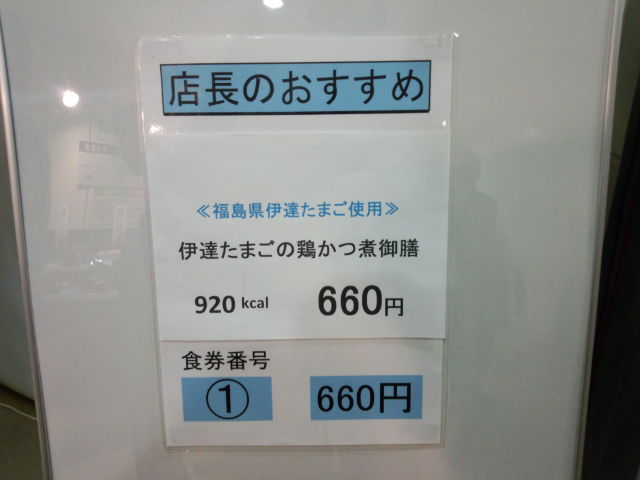 店長のおすすめ
≪福島県伊達たまご使用≫
伊達たまごの鶏かつ煮御膳
920 kcal 660円
食券番号
① 660円